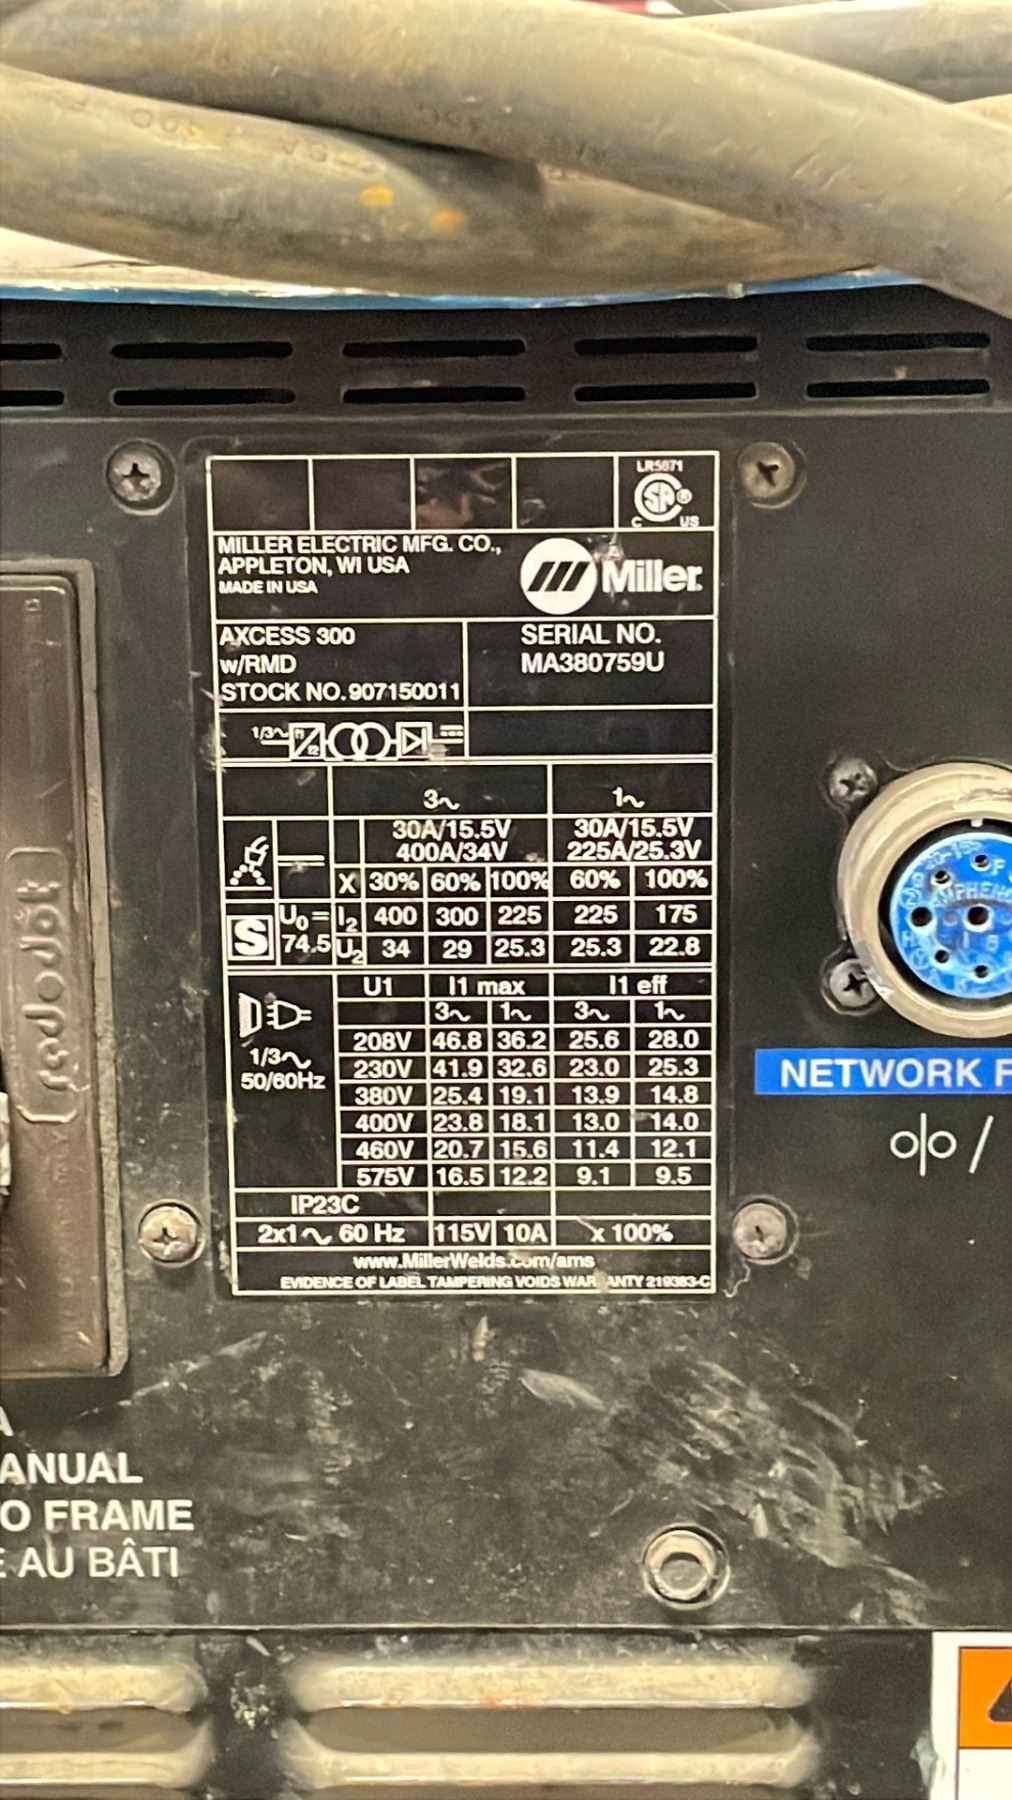 LR5071
SA®
C US
MILLER ELECTRIC MFG. CO.,
APPLETON, WI USA
MADE IN USA
Miller®
AXCESS 300
w/RMD
STOCK NO. 907150011
SERIAL NO.
MA380759U
1/3~ f1 f2
3~ 1~
30A/15.5V 30A/15.5V
400A/34V 225A/25.3V
X 30% 60% 100% 60% 100%
S U0= I2 400 300 225 225 175
74.5 U2 34 29 25.3 25.3 22.8
U1 I1 max I1 eff
3~ 1~ 3~ 1~
1/3~
50/60Hz
208V 46.8 36.2 25.6 28.0
230V 41.9 32.6 23.0 25.3
380V 25.4 19.1 13.9 14.8
400V 23.8 18.1 13.0 14.0
460V 20.7 15.6 11.4 12.1
575V 16.5 12.2 9.1 9.5
IP23C
2x1~ 60 Hz 115V 10A x 100%
www.MillerWelds.com/ams
EVIDENCE OF LABEL TAMPERING VOIDS WARRANTY 219383-C
NETWORK F
o|o /
A
ANUAL
O FRAME
E AU BÂTI